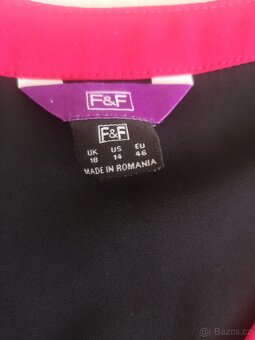 F&F
F&F
UK US EU
18 14 46
MADE IN ROMANIA
Bazos.cz